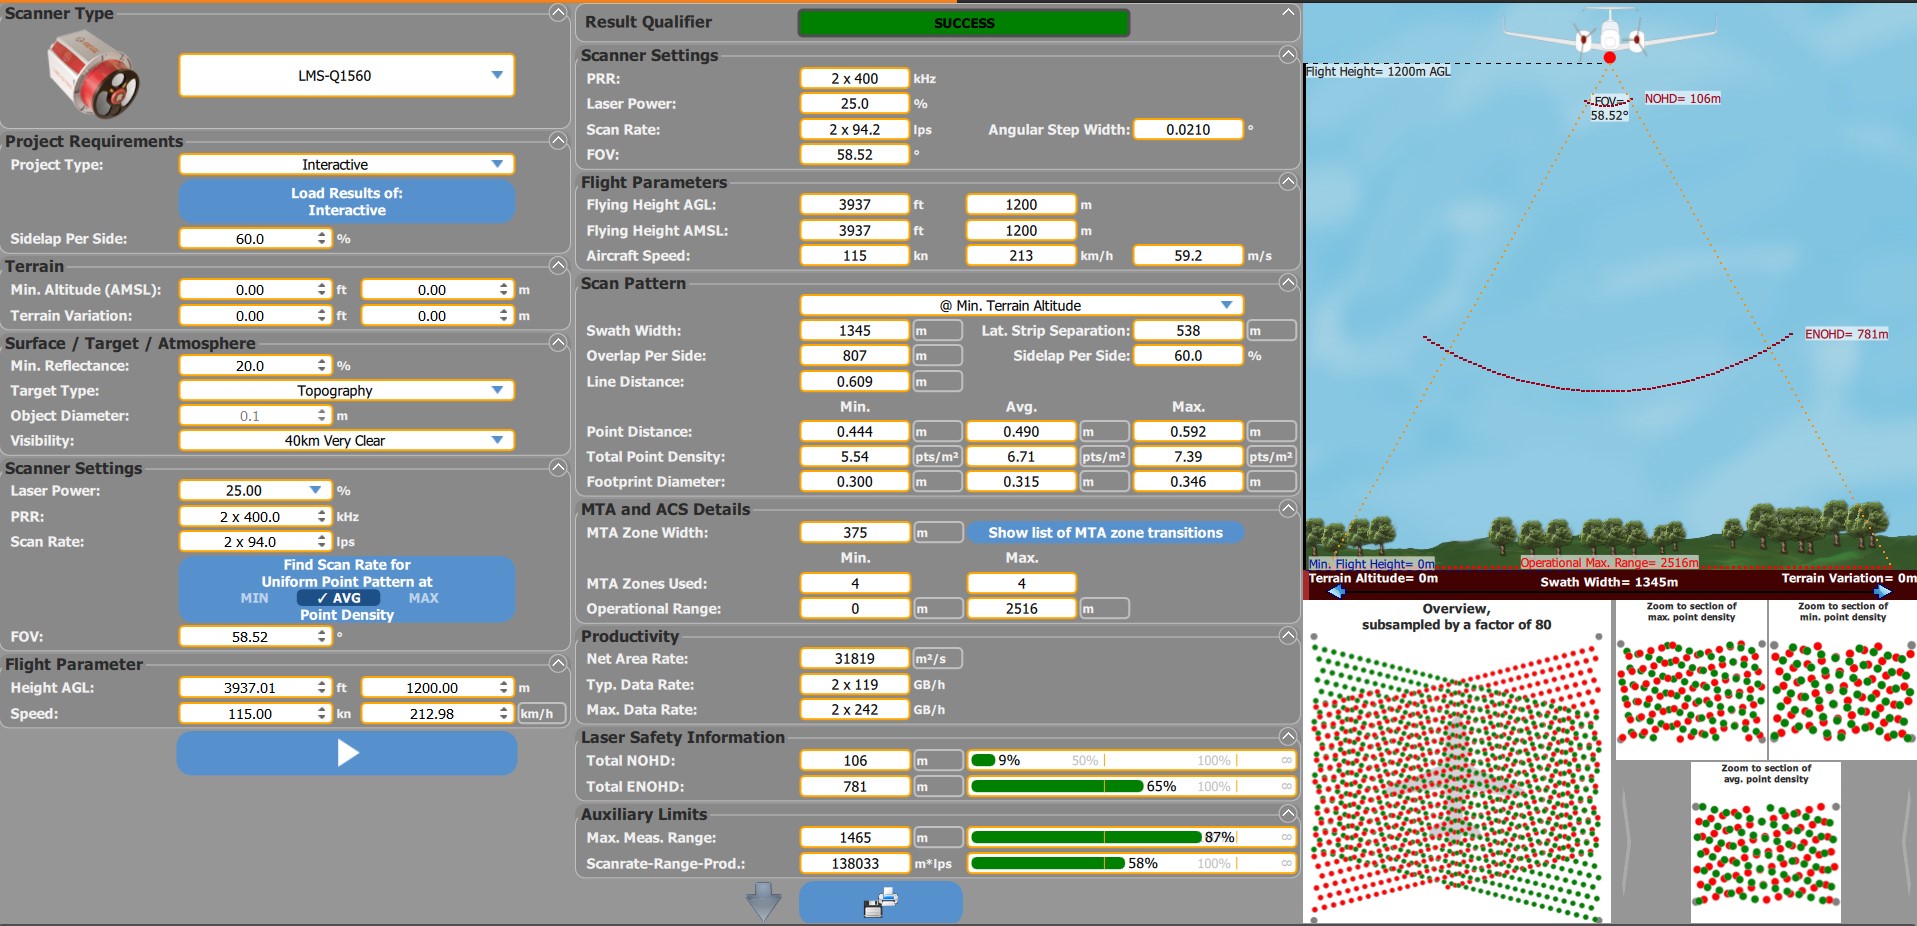 Scanner Type
LMS-Q1560
Project Requirements
Project Type: Interactive
Load Results of:
Interactive
Sidelap Per Side: 60.0 %
Terrain
Min. Altitude (AMSL): 0.00 ft 0.00 m
Terrain Variation: 0.00 ft 0.00 m
Surface / Target / Atmosphere
Min. Reflectance: 20.0 %
Target Type: Topography
Object Diameter: 0.1 m
Visibility: 40km Very Clear
Scanner Settings
Laser Power: 25.00 %
PRR: 2 x 400.0 kHz
Scan Rate: 2 x 94.0 lps
Find Scan Rate for
Uniform Point Pattern at
MIN ✓ AVG MAX
Point Density
FOV: 58.52 °
Flight Parameter
Height AGL: 3937.01 ft 1200.00 m
Speed: 115.00 kn 212.98 km/h
Result Qualifier SUCCESS
Scanner Settings
PRR: 2 x 400 kHz
Laser Power: 25.0 %
Scan Rate: 2 x 94.2 lps Angular Step Width: 0.0210 °
FOV: 58.52 °
Flight Parameters
Flying Height AGL: 3937 ft 1200 m
Flying Height AMSL: 3937 ft 1200 m
Aircraft Speed: 115 kn 213 km/h 59.2 m/s
Scan Pattern
@ Min. Terrain Altitude
Swath Width: 1345 m Lat. Strip Separation: 538 m
Overlap Per Side: 807 m Sidelap Per Side: 60.0 %
Line Distance: 0.609 m
Min. Avg. Max.
Point Distance: 0.444 m 0.490 m 0.592 m
Total Point Density: 5.54 pts/m² 6.71 pts/m² 7.39 pts/m²
Footprint Diameter: 0.300 m 0.315 m 0.346 m
MTA and ACS Details
MTA Zone Width: 375 m Show list of MTA zone transitions
Min. Max.
MTA Zones Used: 4 4
Operational Range: 0 m 2516 m
Productivity
Net Area Rate: 31819 m²/s
Typ. Data Rate: 2 x 119 GB/h
Max. Data Rate: 2 x 242 GB/h
Laser Safety Information
Total NOHD: 106 m 9% 50% 100% ∞
Total ENOHD: 781 m 65% 100% ∞
Auxiliary Limits
Max. Meas. Range: 1465 m 87% ∞
Scanrate-Range-Prod.: 138033 m*lps 58% 100% ∞
Flight Height= 1200m AGL
FOV=
58.52°
NOHD= 106m
ENOHD= 781m
Min. Flight Height= 0m
Operational Max. Range= 2516m
Terrain Altitude= 0m
Swath Width= 1345m
Terrain Variation= 0m
Overview,
subsampled by a factor of 80
Zoom to section of
max. point density
Zoom to section of
min. point density
Zoom to section of
avg. point density